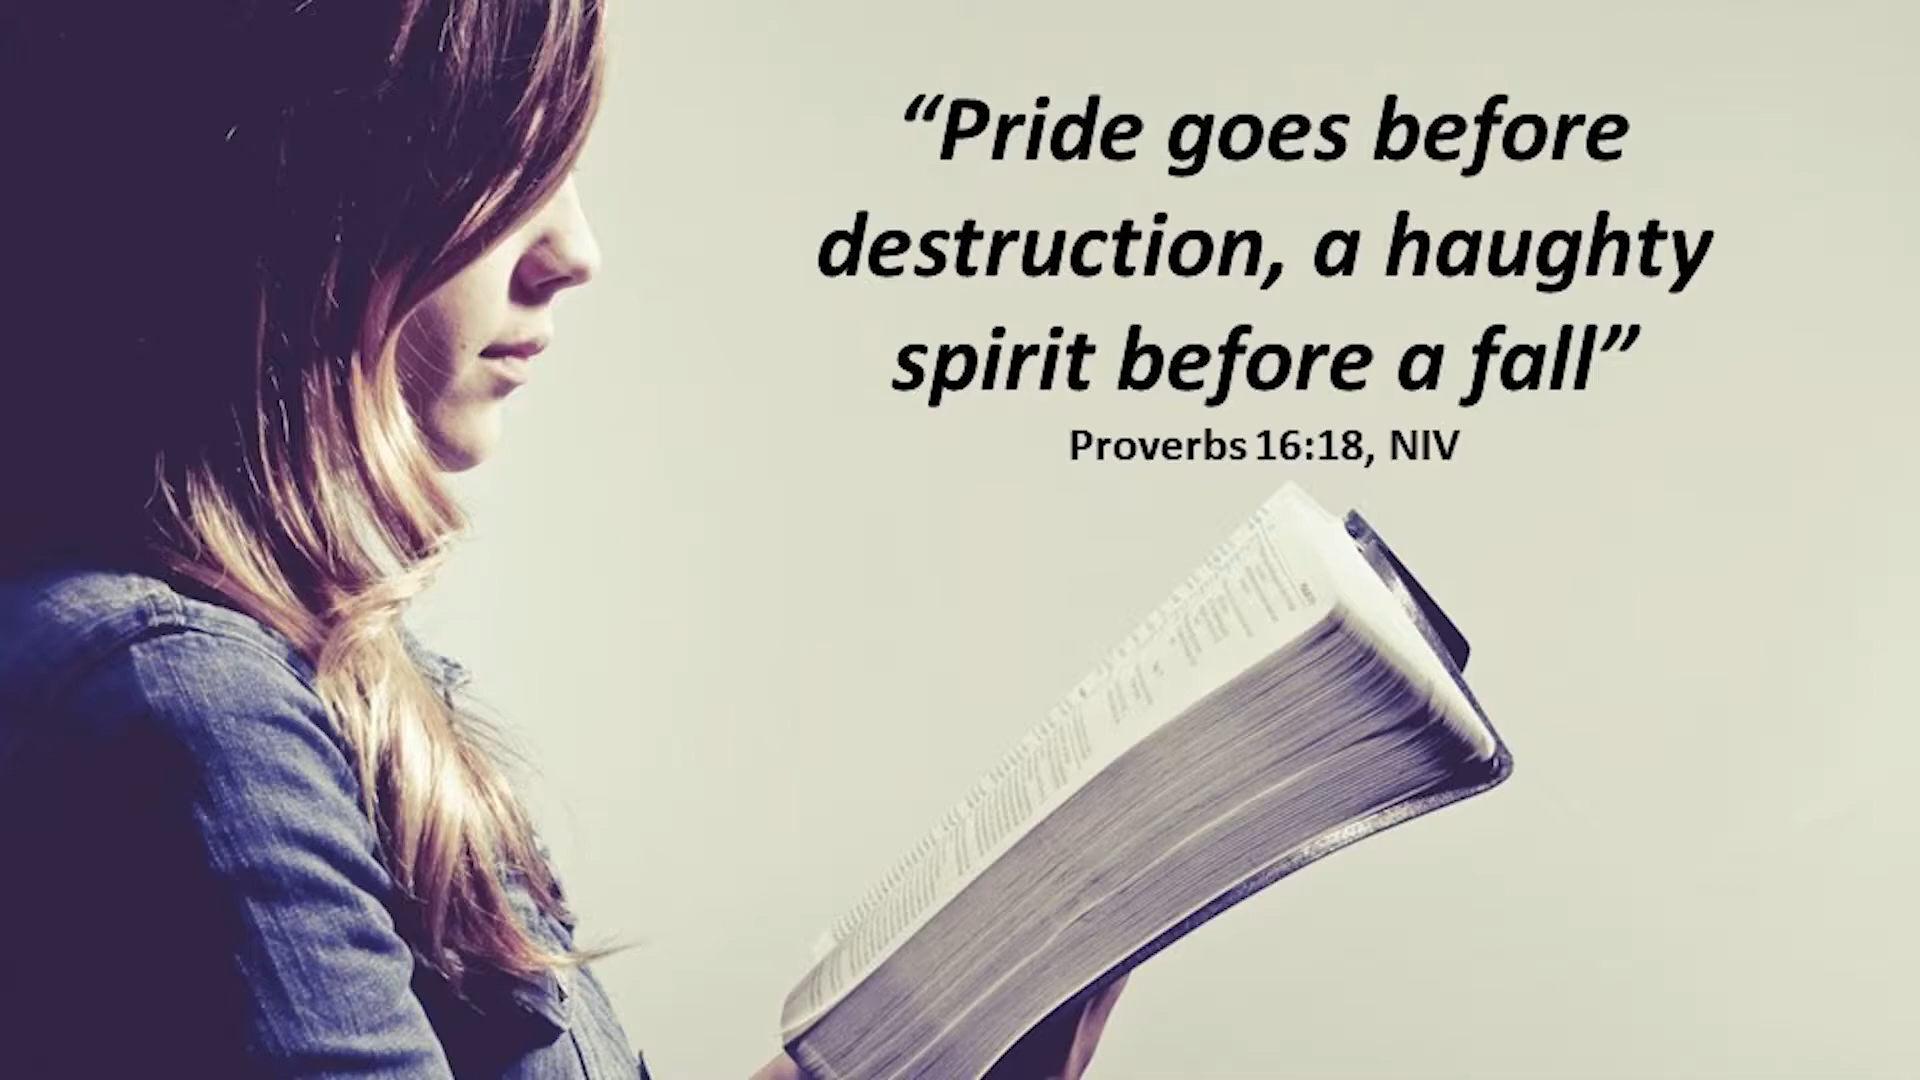 “Pride goes before
destruction, a haughty
spirit before a fall”
Proverbs 16:18, NIV